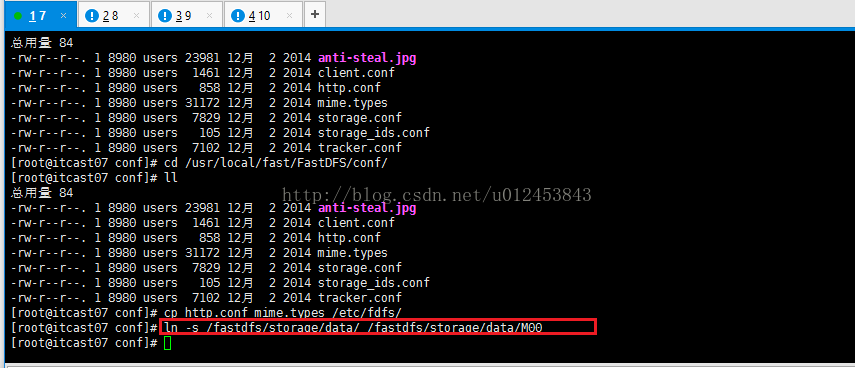 1 7 × 2 8 × 3 9 × 4 10 × +
总用量 84
-rw-r--r--. 1 8980 users 23981 12月  2 2014 anti-steal.jpg
-rw-r--r--. 1 8980 users  1461 12月  2 2014 client.conf
-rw-r--r--. 1 8980 users   858 12月  2 2014 http.conf
-rw-r--r--. 1 8980 users 31172 12月  2 2014 mime.types
-rw-r--r--. 1 8980 users  7829 12月  2 2014 storage.conf
-rw-r--r--. 1 8980 users   105 12月  2 2014 storage_ids.conf
-rw-r--r--. 1 8980 users  7102 12月  2 2014 tracker.conf
[root@itcast07 conf]# cd /usr/local/fast/FastDFS/conf/
[root@itcast07 conf]# ll
总用量 84
http://blog.csdn.net/u012453843
-rw-r--r--. 1 8980 users 23981 12月  2 2014 anti-steal.jpg
-rw-r--r--. 1 8980 users  1461 12月  2 2014 client.conf
-rw-r--r--. 1 8980 users   858 12月  2 2014 http.conf
-rw-r--r--. 1 8980 users 31172 12月  2 2014 mime.types
-rw-r--r--. 1 8980 users  7829 12月  2 2014 storage.conf
-rw-r--r--. 1 8980 users   105 12月  2 2014 storage_ids.conf
-rw-r--r--. 1 8980 users  7102 12月  2 2014 tracker.conf
[root@itcast07 conf]# cp http.conf mime.types /etc/fdfs/
[root@itcast07 conf]# ln -s /fastdfs/storage/data/ /fastdfs/storage/data/M00
[root@itcast07 conf]#